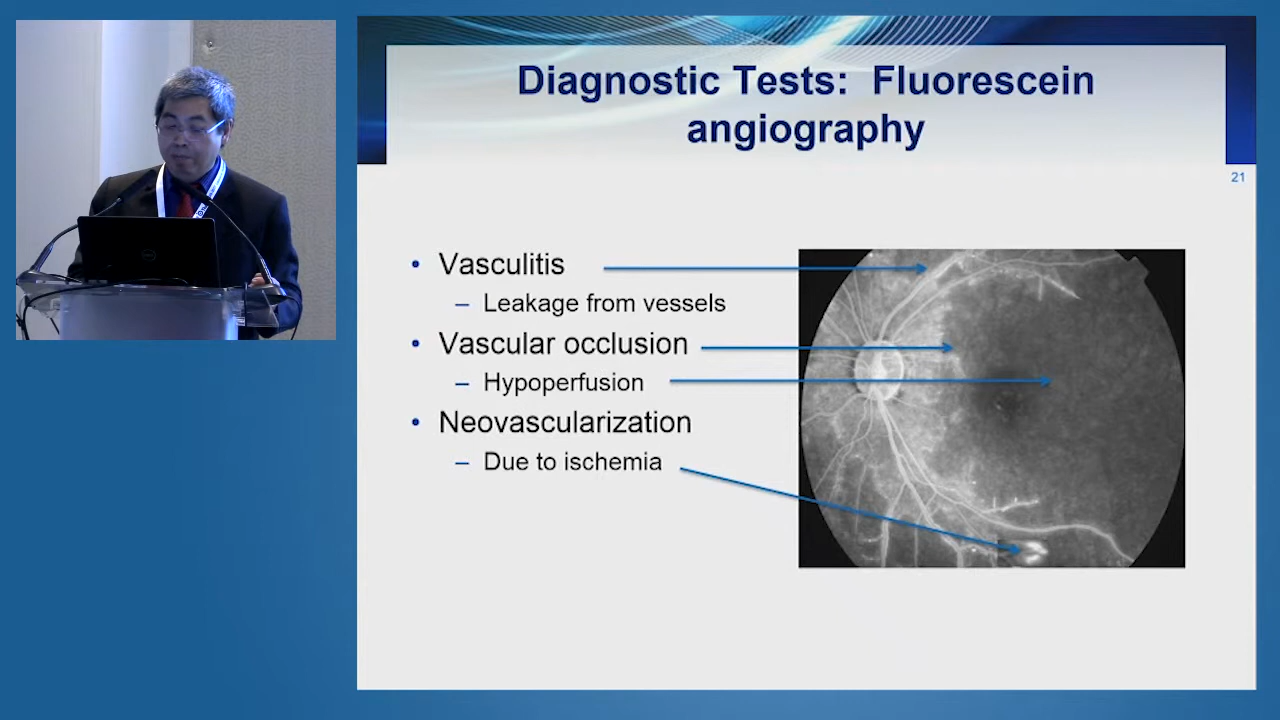 Diagnostic Tests: Fluorescein
angiography
21
• Vasculitis
– Leakage from vessels
• Vascular occlusion
– Hypoperfusion
• Neovascularization
– Due to ischemia